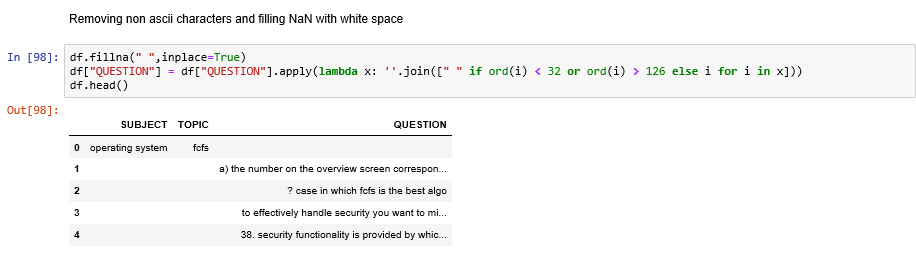 Removing non ascii characters and filling NaN with white space
In [98]: df.fillna(" ",inplace=True)
df["QUESTION"] = df["QUESTION"].apply(lambda x: ''.join([" " if ord(i) < 32 or ord(i) > 126 else i for i in x]))
df.head()
Out[98]:
SUBJECT TOPIC QUESTION
0 operating system fcfs
1 a) the number on the overview screen correspon...
2 ? case in which fcfs is the best algo
3 to effectively handle security you want to mi...
4 38. security functionality is provided by whic...